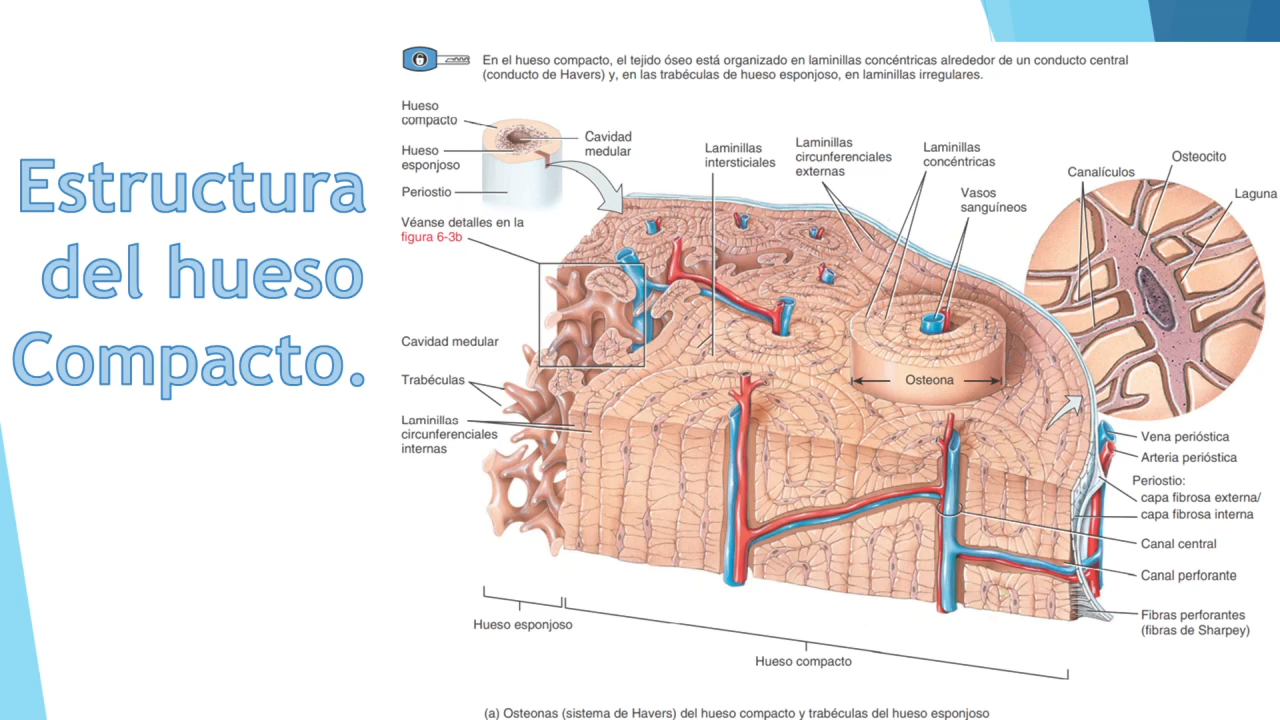 Estructura
del hueso
Compacto.
En el hueso compacto, el tejido óseo está organizado en laminillas concéntricas alrededor de un conducto central
(conducto de Havers) y, en las trabéculas de hueso esponjoso, en laminillas irregulares.
Hueso
compacto
Hueso
esponjoso
Periostio
Cavidad
medular
Véanse detalles en la
figura 6-3b
Laminillas
intersticiales
Laminillas
circunferenciales
externas
Laminillas
concéntricas
Vasos
sanguíneos
Canalículos
Osteocito
Laguna
Osteona
Cavidad medular
Trabéculas
Laminillas
circunferenciales
internas
Vena perióstica
Arteria perióstica
Periostio:
capa fibrosa externa/
capa fibrosa interna
Canal central
Canal perforante
Fibras perforantes
(fibras de Sharpey)
Hueso esponjoso
Hueso compacto
(a) Osteonas (sistema de Havers) del hueso compacto y trabéculas del hueso esponjoso